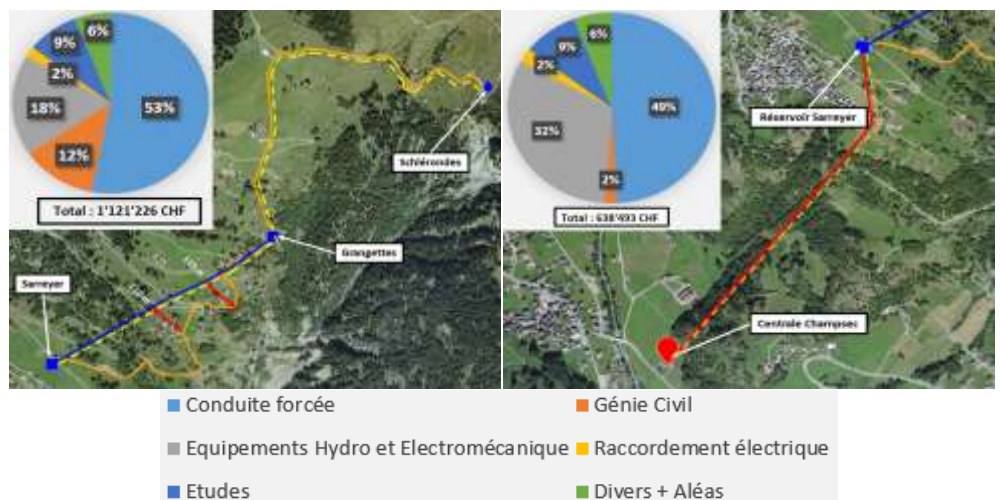 6%
9%
2%
18%
53%
12%
Total : 1'121'226 CHF
Schlérondes
Grangettes
Sarreyer
6%
9%
2%
49%
32%
2%
Total : 638'493 CHF
Réservoir Sarreyer
Centrale Champsec
Conduite forcée
Génie Civil
Equipements Hydro et Electromécanique
Raccordement électrique
Etudes
Divers + Aléas